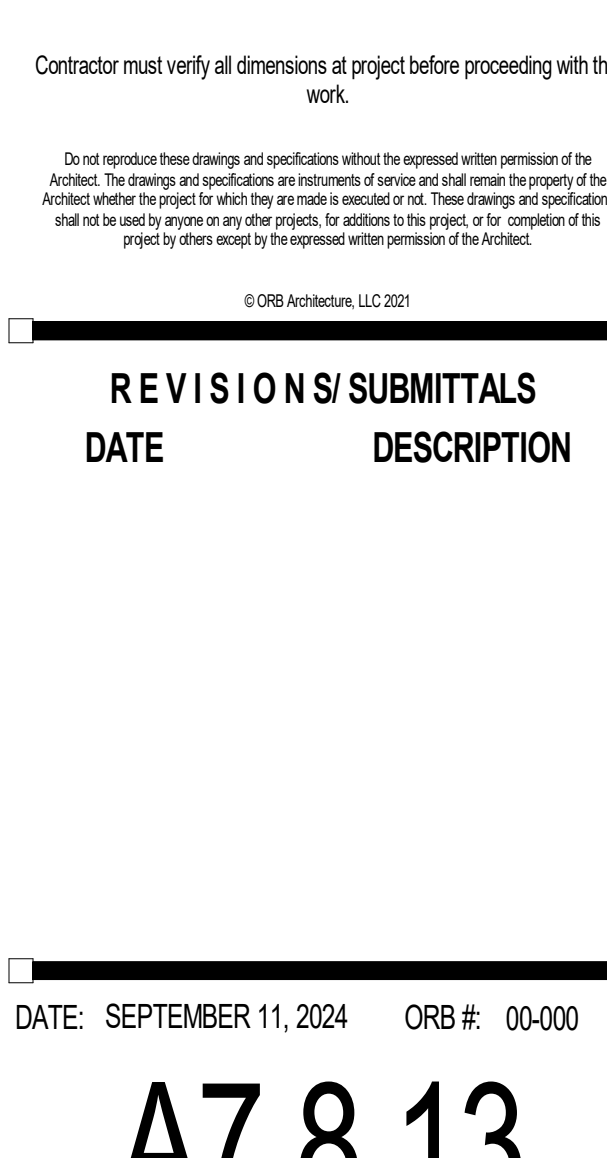 Contractor must verify all dimensions at project before proceeding with th
work.
Do not reproduce these drawings and specifications without the expressed written permission of the
Architect. The drawings and specifications are instruments of service and shall remain the property of the
Architect whether the project for which they are made is executed or not. These drawings and specification
shall not be used by anyone on any other projects, for additions to this project, or for completion of this
project by others except by the expressed written permission of the Architect.
© ORB Architecture, LLC 2021
R E V I S I O N S/ SUBMITTALS
DATE DESCRIPTION
DATE: SEPTEMBER 11, 2024 ORB #: 00-000
A7.8.13